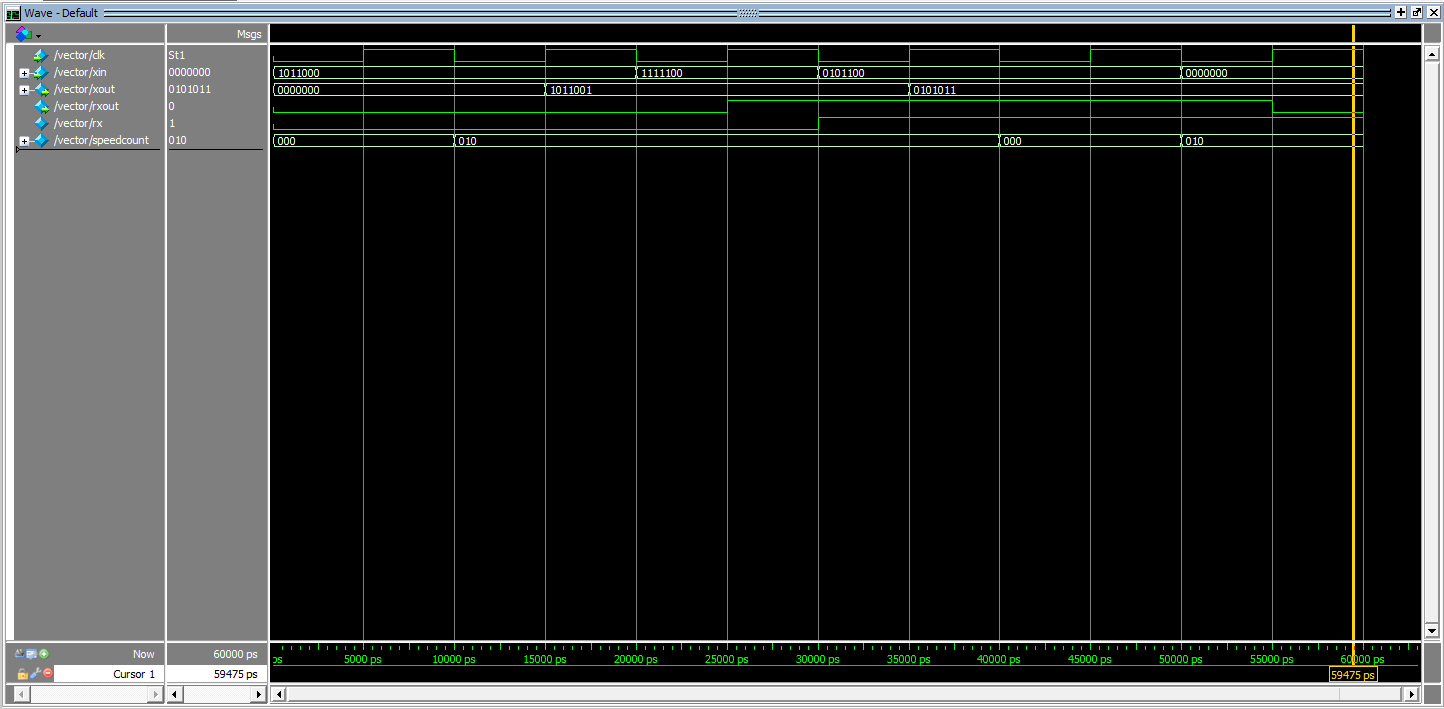 Wave - Default
Msgs
/vector/clk St1
/vector/xin 0000000 1011000 1111100 0101100 0000000
/vector/xout 0101011 0000000 1011001 0101011
/vector/rxout 0
/vector/rx 1
/vector/speedcount 010 000 010 000 010
Now 60000 ps ps 5000 ps 10000 ps 15000 ps 20000 ps 25000 ps 30000 ps 35000 ps 40000 ps 45000 ps 50000 ps 55000 ps 60000 ps
Cursor 1 59475 ps 59475 ps